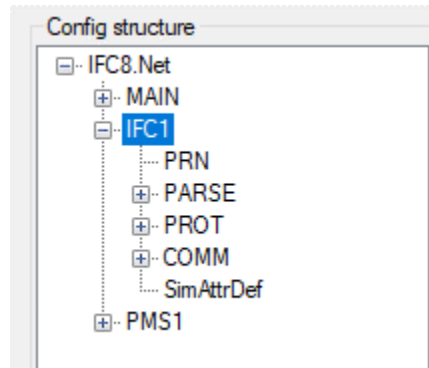 Config structure
IFC8.Net
MAIN
IFC1
PRN
PARSE
PROT
COMM
SimAttrDef
PMS1